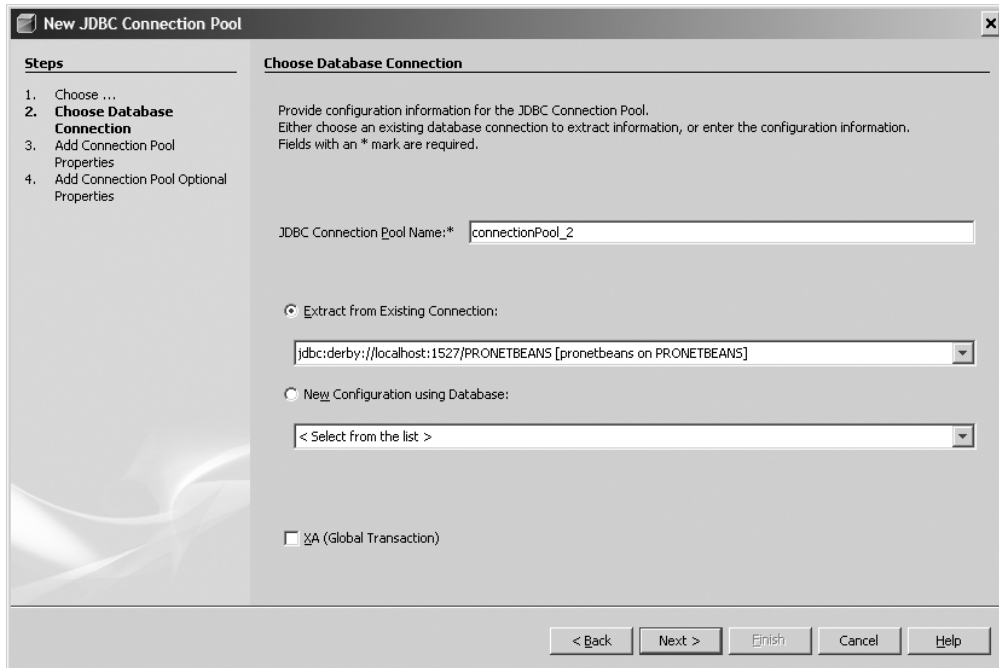 New JDBC Connection Pool
Steps
1. Choose ...
2. Choose Database
Connection
3. Add Connection Pool
Properties
4. Add Connection Pool Optional
Properties
Choose Database Connection
Provide configuration information for the JDBC Connection Pool.
Either choose an existing database connection to extract information, or enter the configuration information.
Fields with an * mark are required.
JDBC Connection Pool Name:* connectionPool_2
Extract from Existing Connection:
jdbc:derby://localhost:1527/PRONETBEANS [pronetbeans on PRONETBEANS]
New Configuration using Database:
< Select from the list >
XA (Global Transaction)
< Back Next > Finish Cancel Help